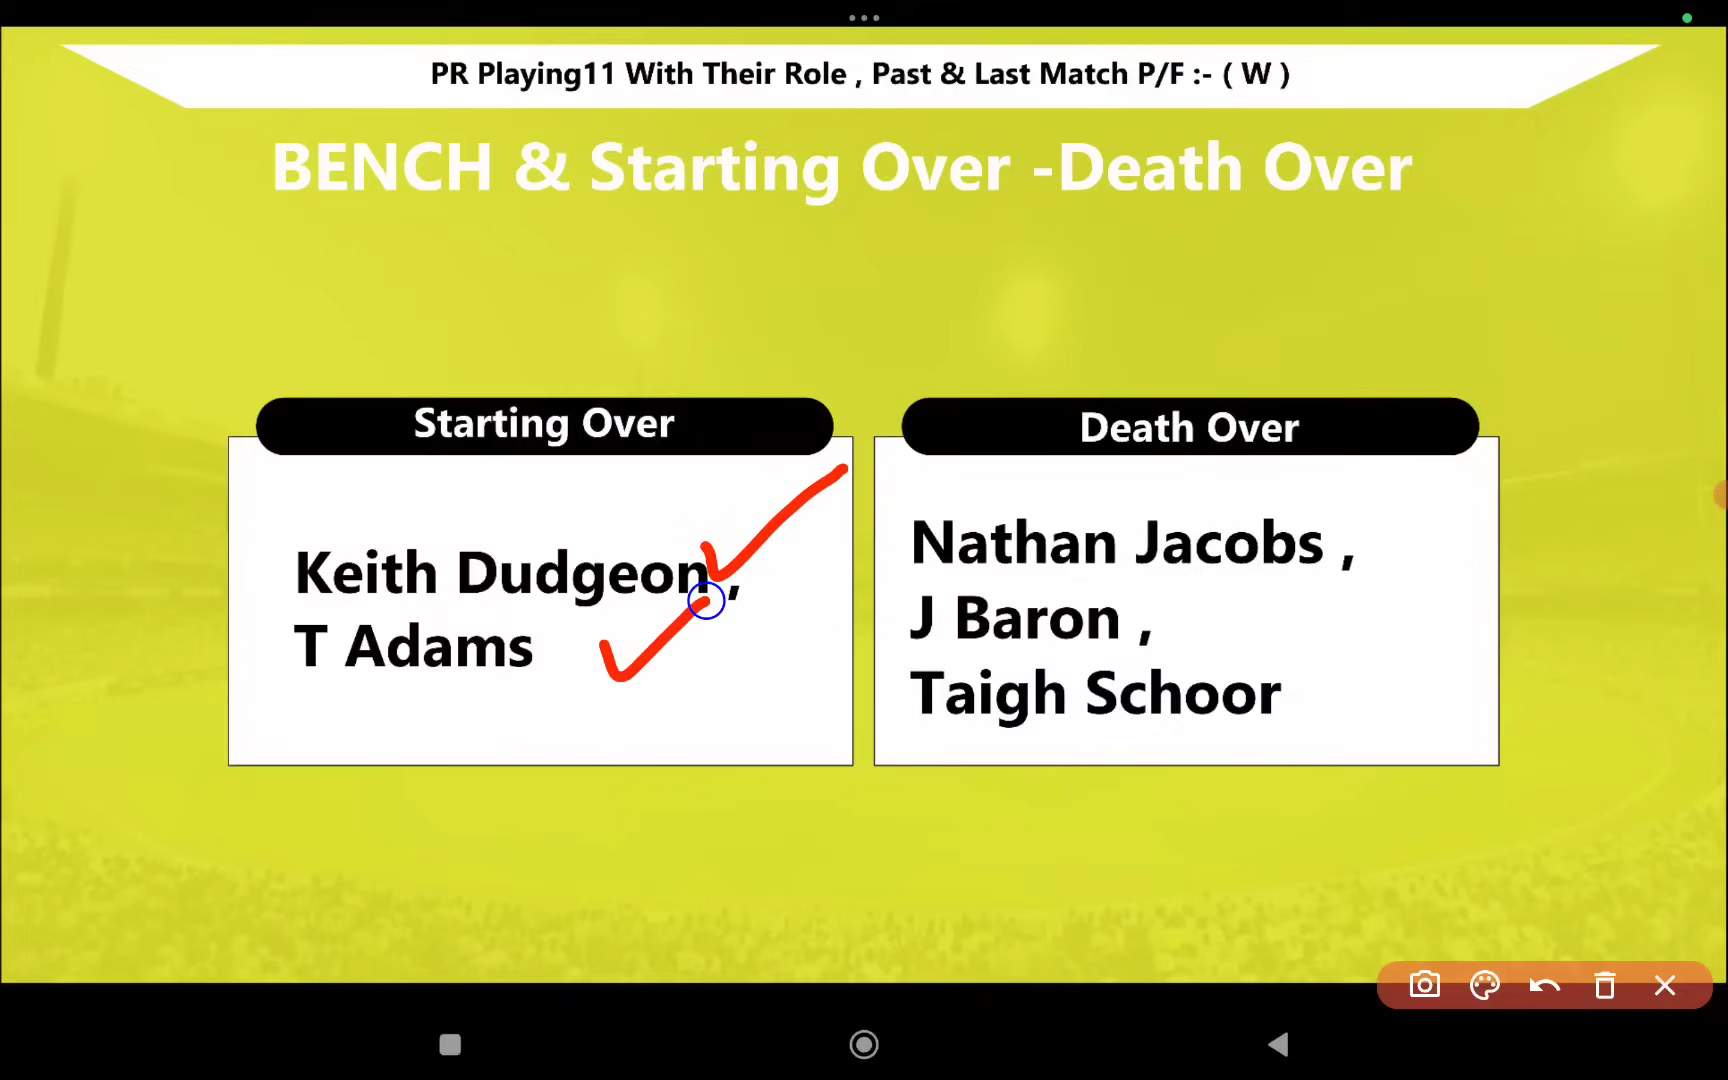 PR Playing11 With Their Role , Past & Last Match P/F :- ( W )
BENCH & Starting Over -Death Over
Starting Over
Keith Dudgeon ,
T Adams
Death Over
Nathan Jacobs ,
J Baron ,
Taigh Schoor